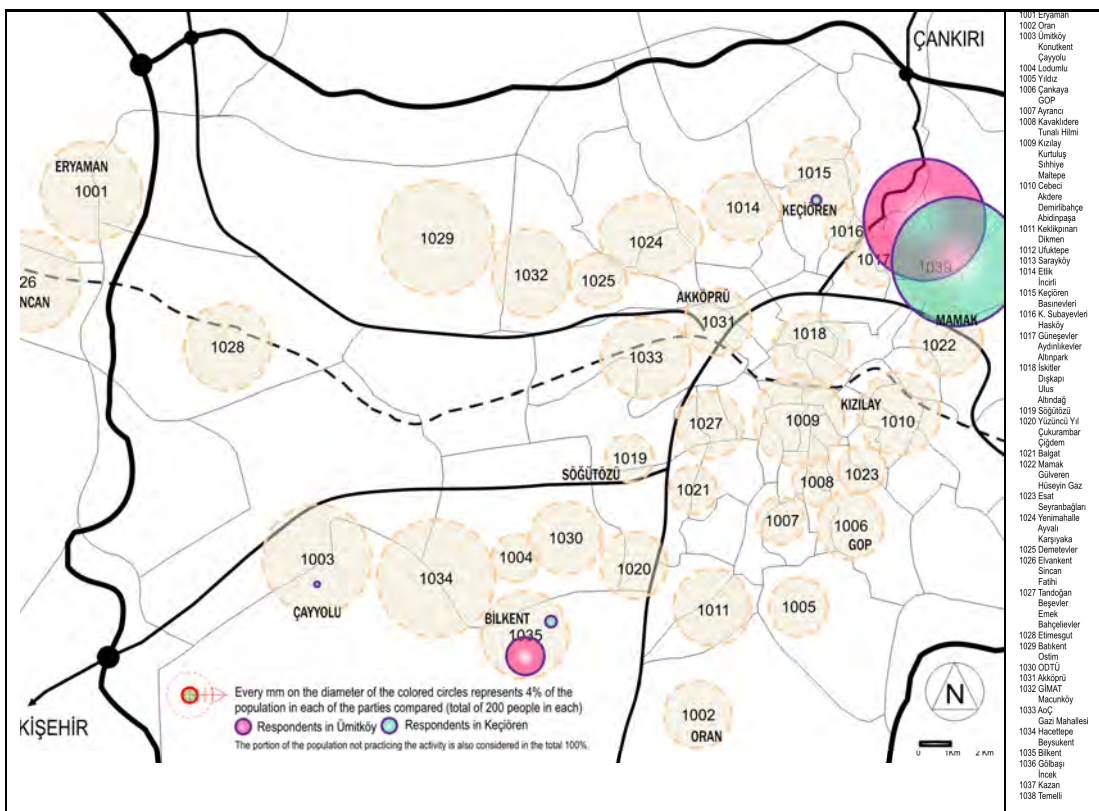 ÇANKIRI
ERYAMAN
1001
1015
KEÇİÖREN
1014
1016
1017
1039
1029
1024
1032
1025
26
NCAN
AKKÖPRÜ
1031
MAMAK
1022
1018
1028
1033
KIZILAY
1009
1010
1027
1019
SÖĞÜTÖZÜ
1023
1008
1021
1007
1006
GOP
1030
1004
1003
1034
1020
ÇAYYOLU
BİLKENT
1035
1011
1005
1002
ORAN
KİŞEHİR
Every mm on the diameter of the colored circles represents 4% of the
population in each of the parties compared (total of 200 people in each)
Respondents in Ümitköy Respondents in Keçiören
The portion of the population not practicing the activity is also considered in the total 100%.
N
0 1Km 2 Km
1001 Eryaman
1002 Oran
1003 Ümitköy
Konutkent
Çayyolu
1004 Lodumlu
1005 Yıldız
1006 Çankaya
GOP
1007 Ayrancı
1008 Kavaklıdere
Tunalı Hilmi
1009 Kızılay
Kurtuluş
Sıhhiye
Maltepe
1010 Cebeci
Akdere
Demirlibahçe
Abidinpaşa
1011 Keklikpınarı
Dikmen
1012 Ufuktepe
1013 Sarayköy
1014 Etlik
İncirli
1015 Keçiören
Basınevleri
1016 K. Subayevleri
Hasköy
1017 Güneşevler
Aydınlıkevler
Altınpark
1018 İskitler
Dışkapı
Ulus
Altındağ
1019 Söğütözü
1020 Yüzüncü Yıl
Çukurambar
Çiğdem
1021 Balgat
1022 Mamak
Gülveren
Hüseyin Gaz
1023 Esat
Seyranbağları
1024 Yenimahalle
Ayvalı
Karşıyaka
1025 Demetevler
1026 Elvankent
Sincan
Fatihi
1027 Tandoğan
Beşevler
Emek
Bahçelievler
1028 Etimesgut
1029 Batıkent
Ostim
1030 ODTÜ
1031 Akköprü
1032 GİMAT
Macunköy
1033 AoÇ
Gazi Mahallesi
1034 Hacettepe
Beysukent
1035 Bilkent
1036 Gölbaşı
İncek
1037 Kazan
1038 Temelli